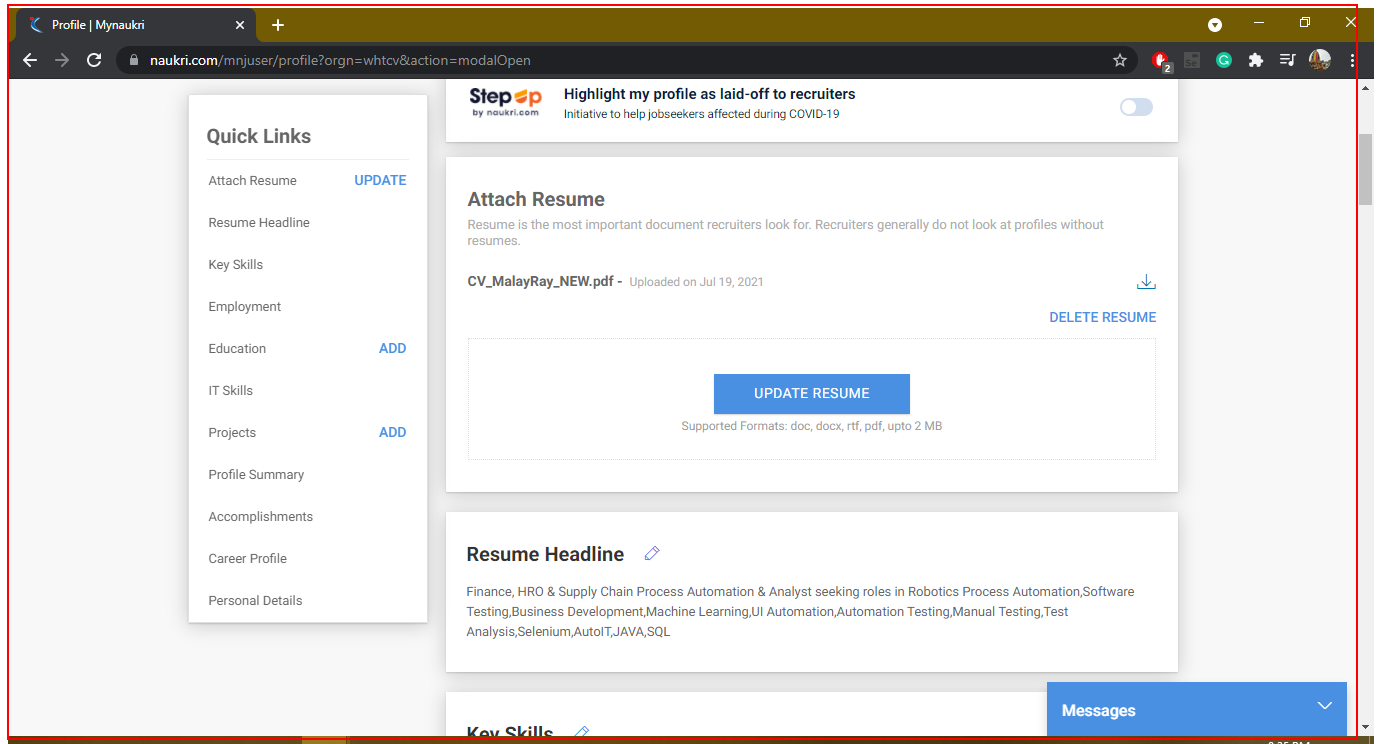 Profile | Mynaukri
naukri.com/mnjuser/profile?orgn=whtcv&action=modalOpen
2
Se
G
Step Up
by naukri.com
Highlight my profile as laid-off to recruiters
Initiative to help jobseekers affected during COVID-19
Quick Links
Attach Resume UPDATE
Resume Headline
Key Skills
Employment
Education ADD
IT Skills
Projects ADD
Profile Summary
Accomplishments
Career Profile
Personal Details
Attach Resume
Resume is the most important document recruiters look for. Recruiters generally do not look at profiles without
resumes.
CV_MalayRay_NEW.pdf - Uploaded on Jul 19, 2021
DELETE RESUME
UPDATE RESUME
Supported Formats: doc, docx, rtf, pdf, upto 2 MB
Resume Headline
Finance, HRO & Supply Chain Process Automation & Analyst seeking roles in Robotics Process Automation,Software
Testing,Business Development,Machine Learning,UI Automation,Automation Testing,Manual Testing,Test
Analysis,Selenium,AutoIT,JAVA,SQL
Key Skills
Messages